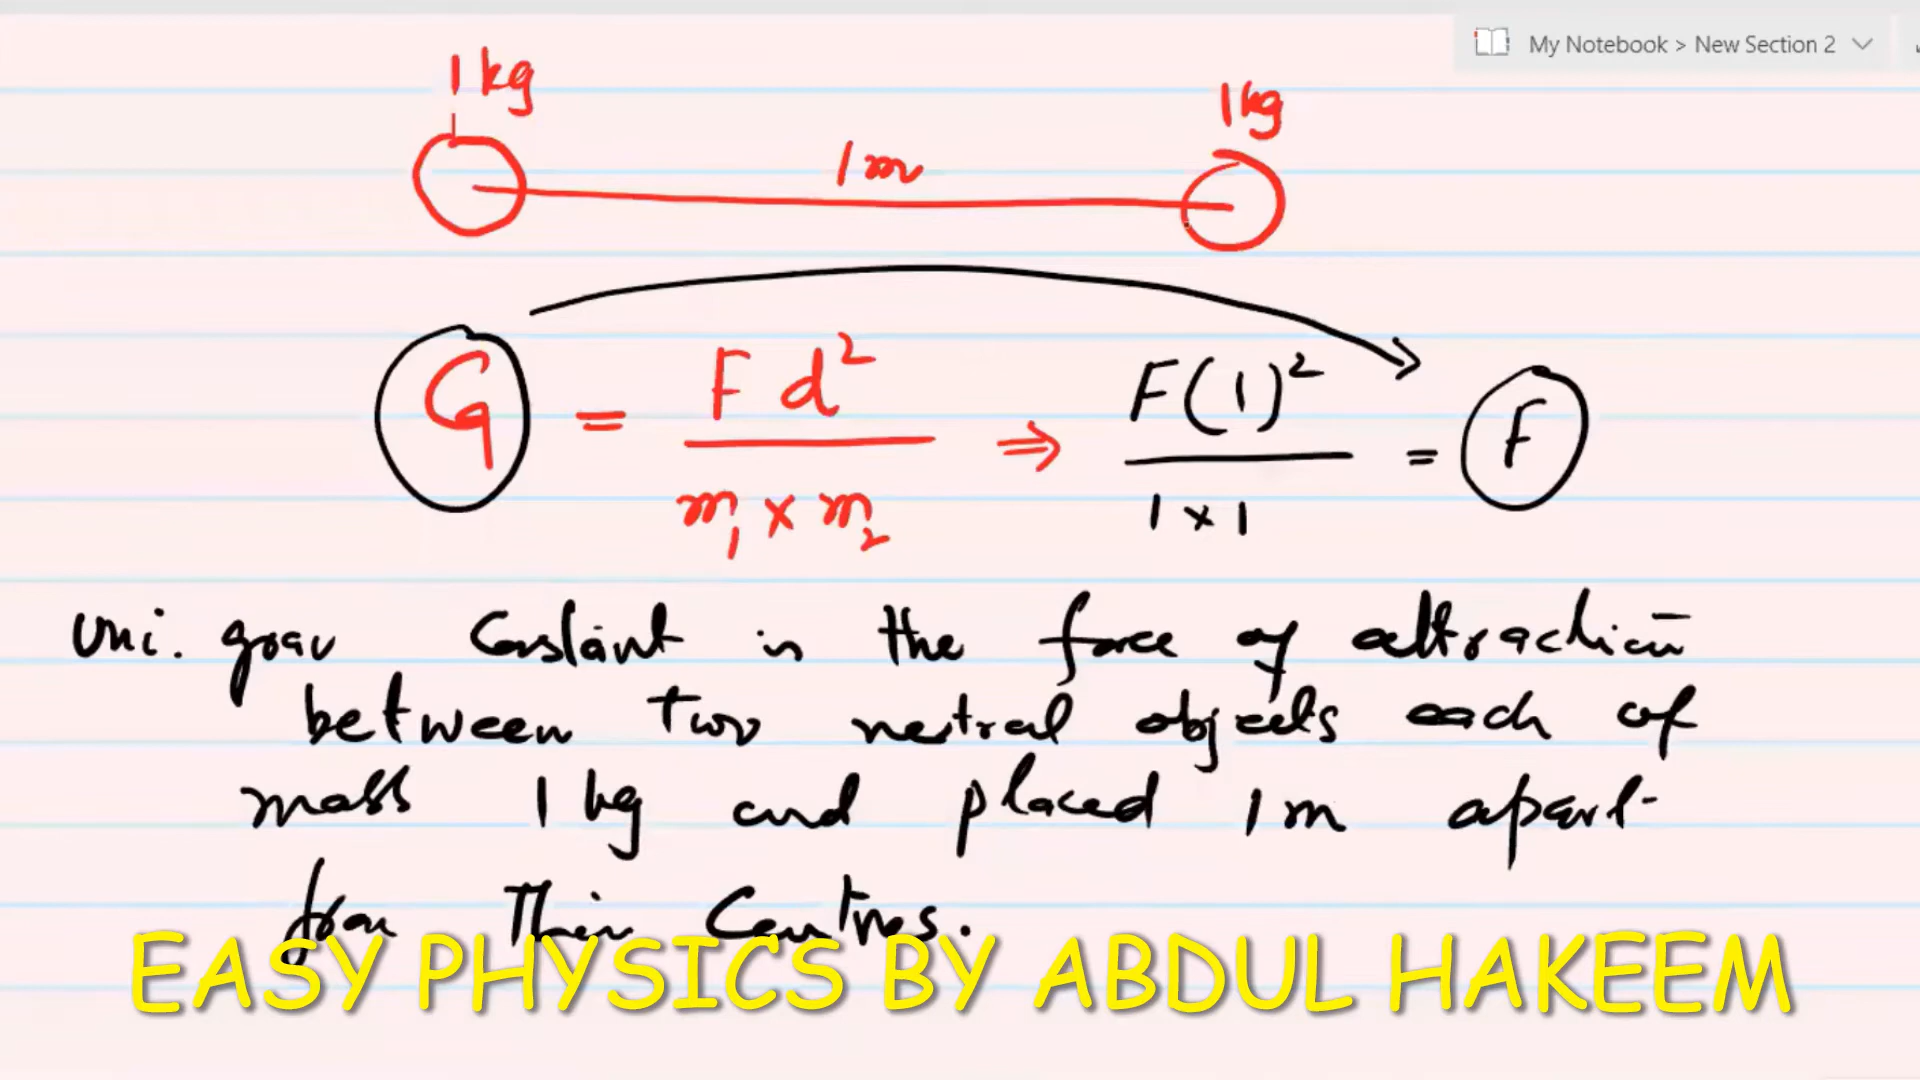 My Notebook > New Section 2
1 kg
1 kg
1 m
G = F d² / m₁ × m₂ ⇒ F(1)² / 1 × 1 = F
Uni. grav Constant is the force of attraction
between two neutral objects each of
mass 1 kg and placed 1 m apart
from their Centres.
EASY PHYSICS BY ABDUL HAKEEM